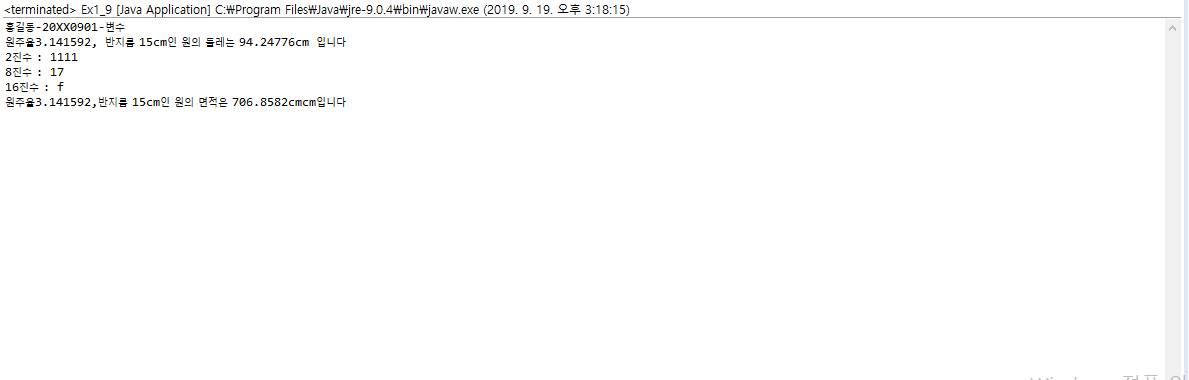 <terminated> Ex1_9 [Java Application] C:₩Program Files₩Java₩jre-9.0.4₩bin₩javaw.exe (2019. 9. 19. 오후 3:18:15)
홍길동-20XX0901-변수
원주율3.141592, 반지름 15cm인 원의 둘레는 94.24776cm 입니다
2진수 : 1111
8진수 : 17
16진수 : f
원주율3.141592,반지름 15cm인 원의 면적은 706.8582cmcm입니다
Windows 정품